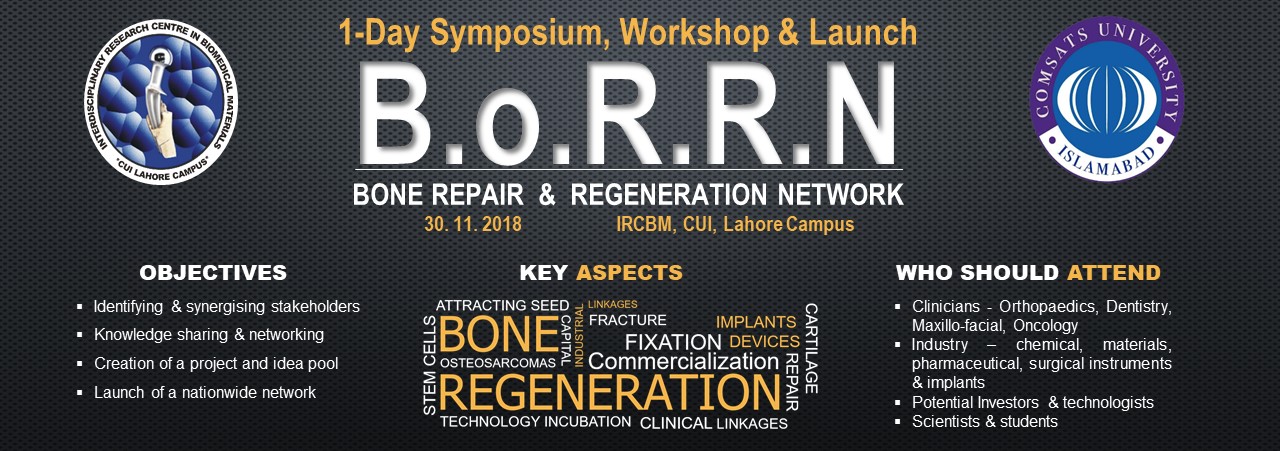 INTERDISCIPLINARY RESEARCH CENTRE IN BIOMEDICAL MATERIALS
"CUI LAHORE CAMPUS"
1-Day Symposium, Workshop & Launch
B.o.R.R.N
BONE REPAIR & REGENERATION NETWORK
30. 11. 2018 IRCBM, CUI, Lahore Campus
COMSATS UNIVERSITY
ISLAMABAD
OBJECTIVES
▪ Identifying & synergising stakeholders
▪ Knowledge sharing & networking
▪ Creation of a project and idea pool
▪ Launch of a nationwide network
KEY ASPECTS
ATTRACTING SEED
CAPITAL
INDUSTRIAL
LINKAGES
STEM CELLS
BONE
FRACTURE
IMPLANTS
FIXATION
DEVICES
CARTILAGE
OSTEOSARCOMAS
Commercialization
REPAIR
REGENERATION
TECHNOLOGY INCUBATION
CLINICAL LINKAGES
WHO SHOULD ATTEND
▪ Clinicians - Orthopaedics, Dentistry,
Maxillo-facial, Oncology
▪ Industry – chemical, materials,
pharmaceutical, surgical instruments
& implants
▪ Potential Investors & technologists
▪ Scientists & students